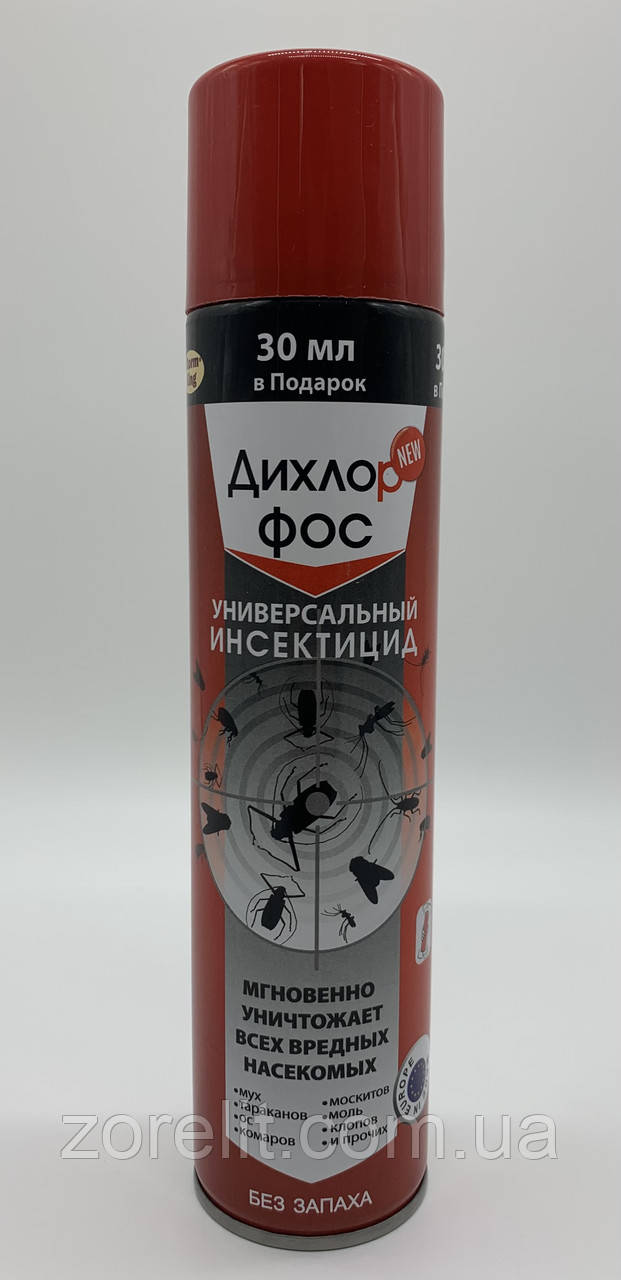 30 мл
в Подарок
Дихлор
фос
NEW
УНИВЕРСАЛЬНЫЙ
ИНСЕКТИЦИД
МГНОВЕННО
УНИЧТОЖАЕТ
ВСЕХ ВРЕДНЫХ
НАСЕКОМЫХ
•мух
•тараканов
•ос
•комаров
•москитов
•моль
•клопов
•и прочих
EUROPE
zorelit.com.ua
БЕЗ ЗАПАХА